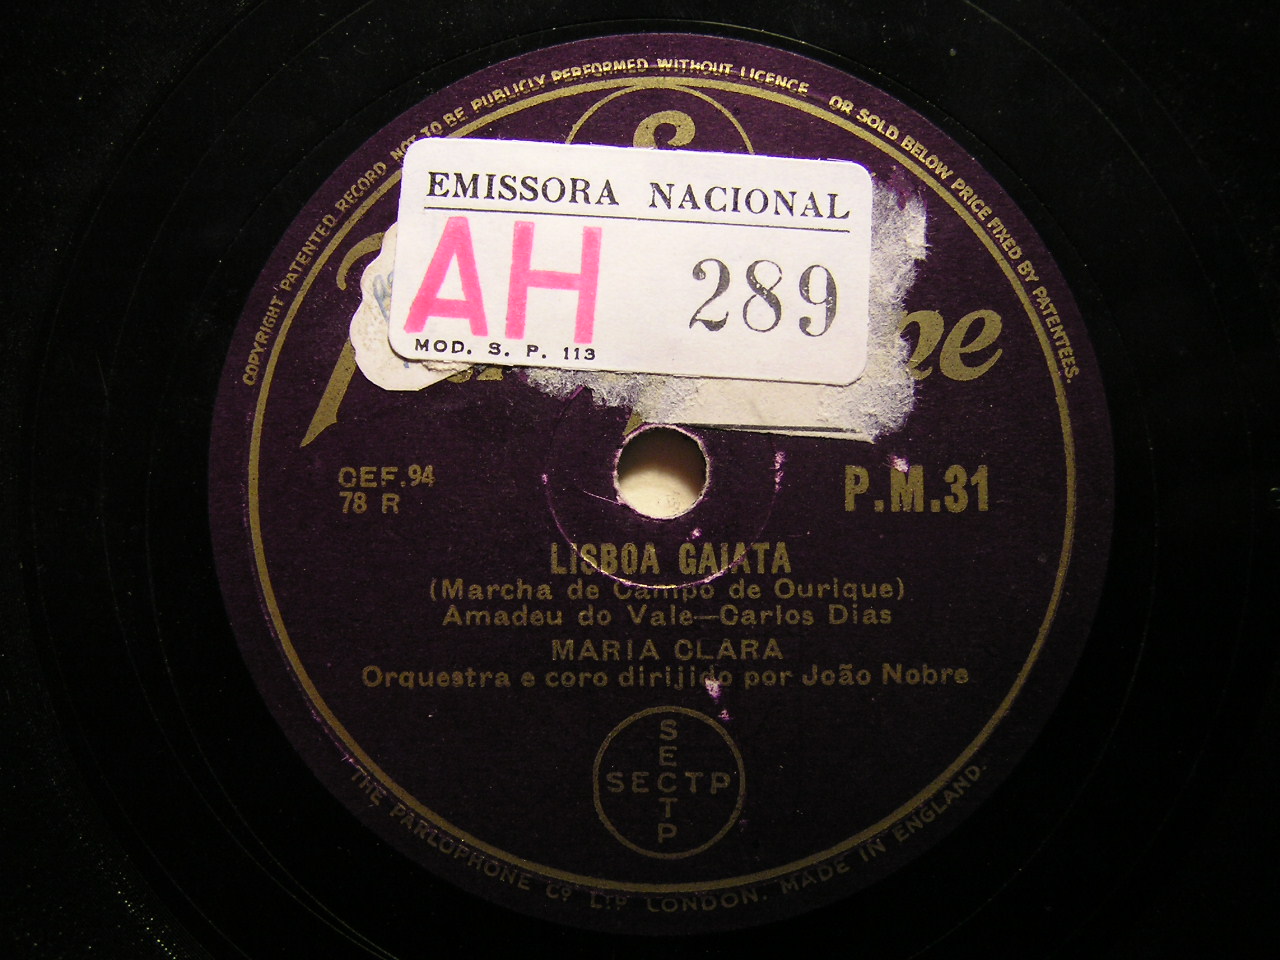 COPYRIGHT PATENTED RECORD NOT TO BE PUBLICLY PERFORMED WITHOUT LICENCE OR SOLD BELOW PRICE FIXED BY PATENTEES.
EMISSORA NACIONAL
AH 289
MOD. S. P. 113
CEF.94
78 R
P.M.31
LISBOA GAIATA
(Marcha de Campo de Ourique)
Amadeu do Vale—Carlos Dias
MARIA CLARA
Orquestra e coro dirijido por João Nobre
SECTP
SECTP
THE PARLOPHONE Co. LTD. LONDON. MADE IN ENGLAND.